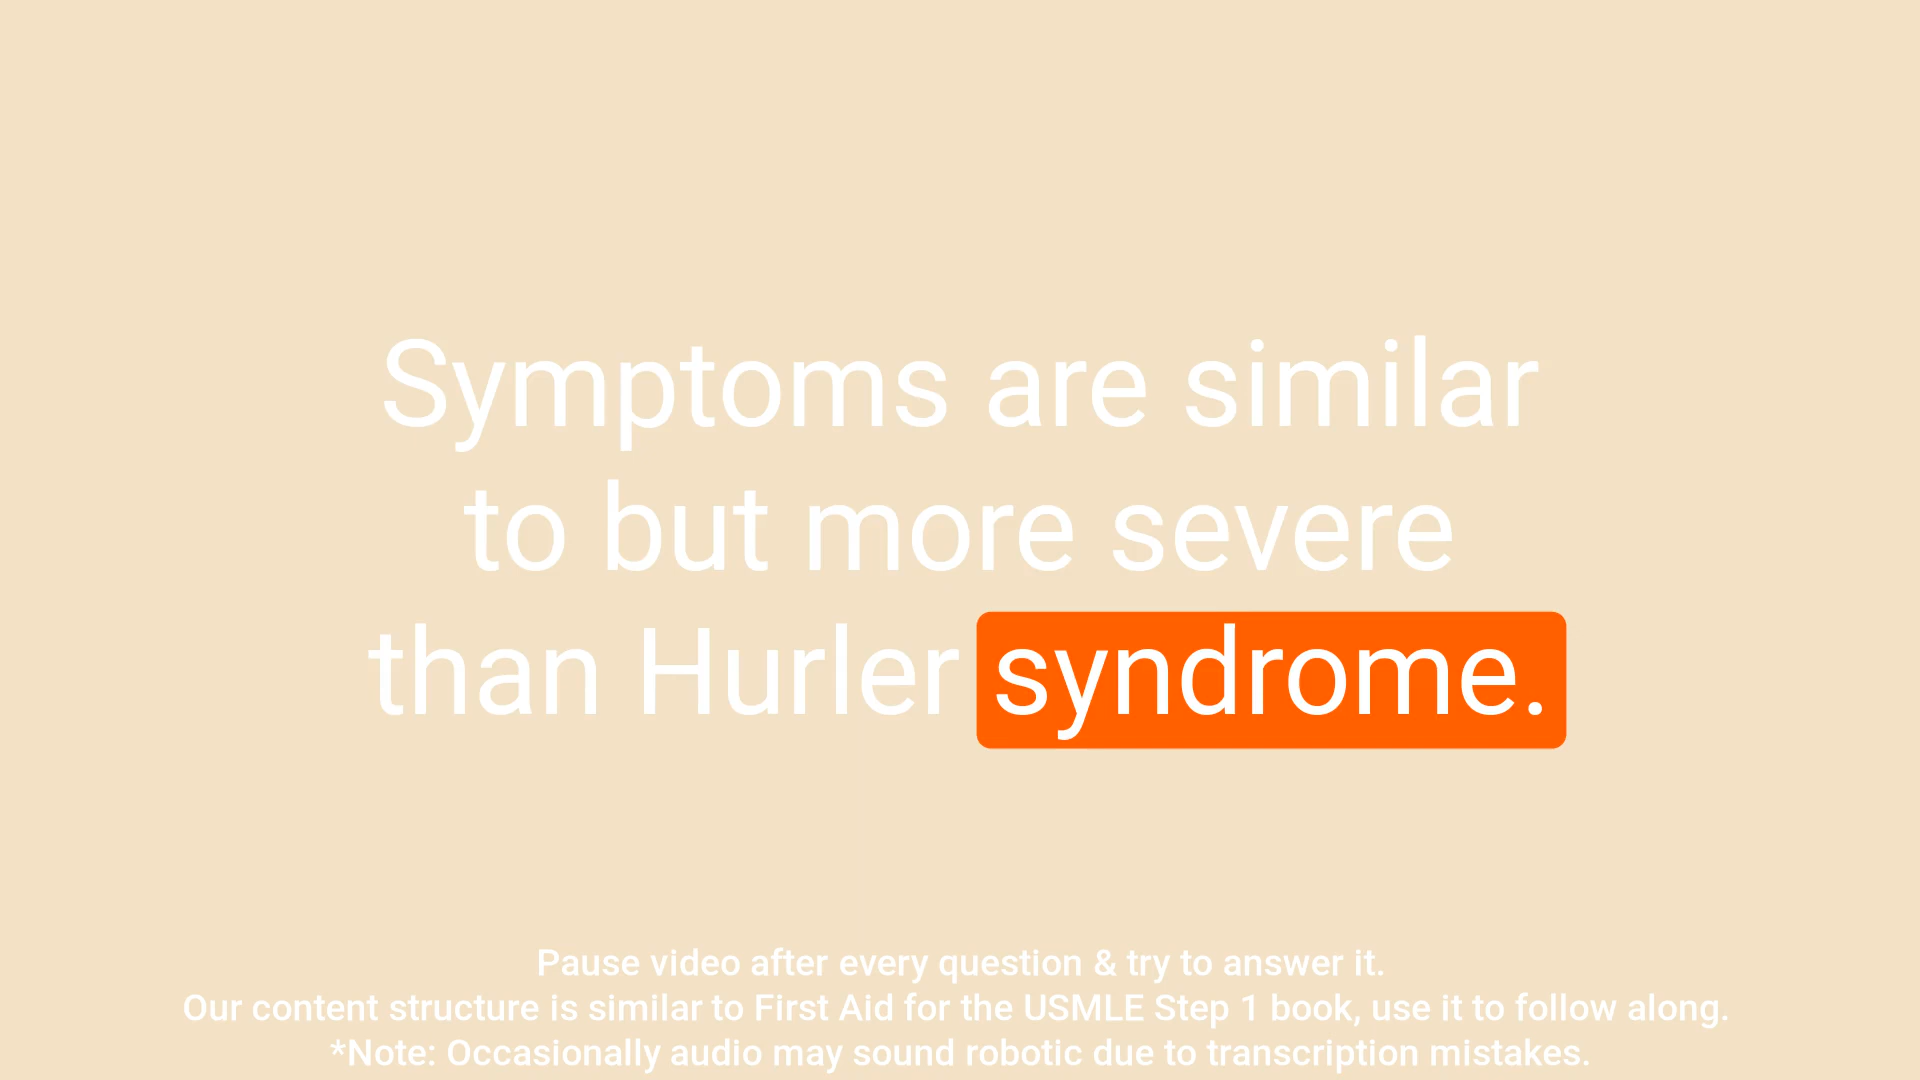 Symptoms are similar
to but more severe
than Hurler syndrome.
Pause video after every question & try to answer it.
Our content structure is similar to First Aid for the USMLE Step 1 book, use it to follow along.
*Note: Occasionally audio may sound robotic due to transcription mistakes.